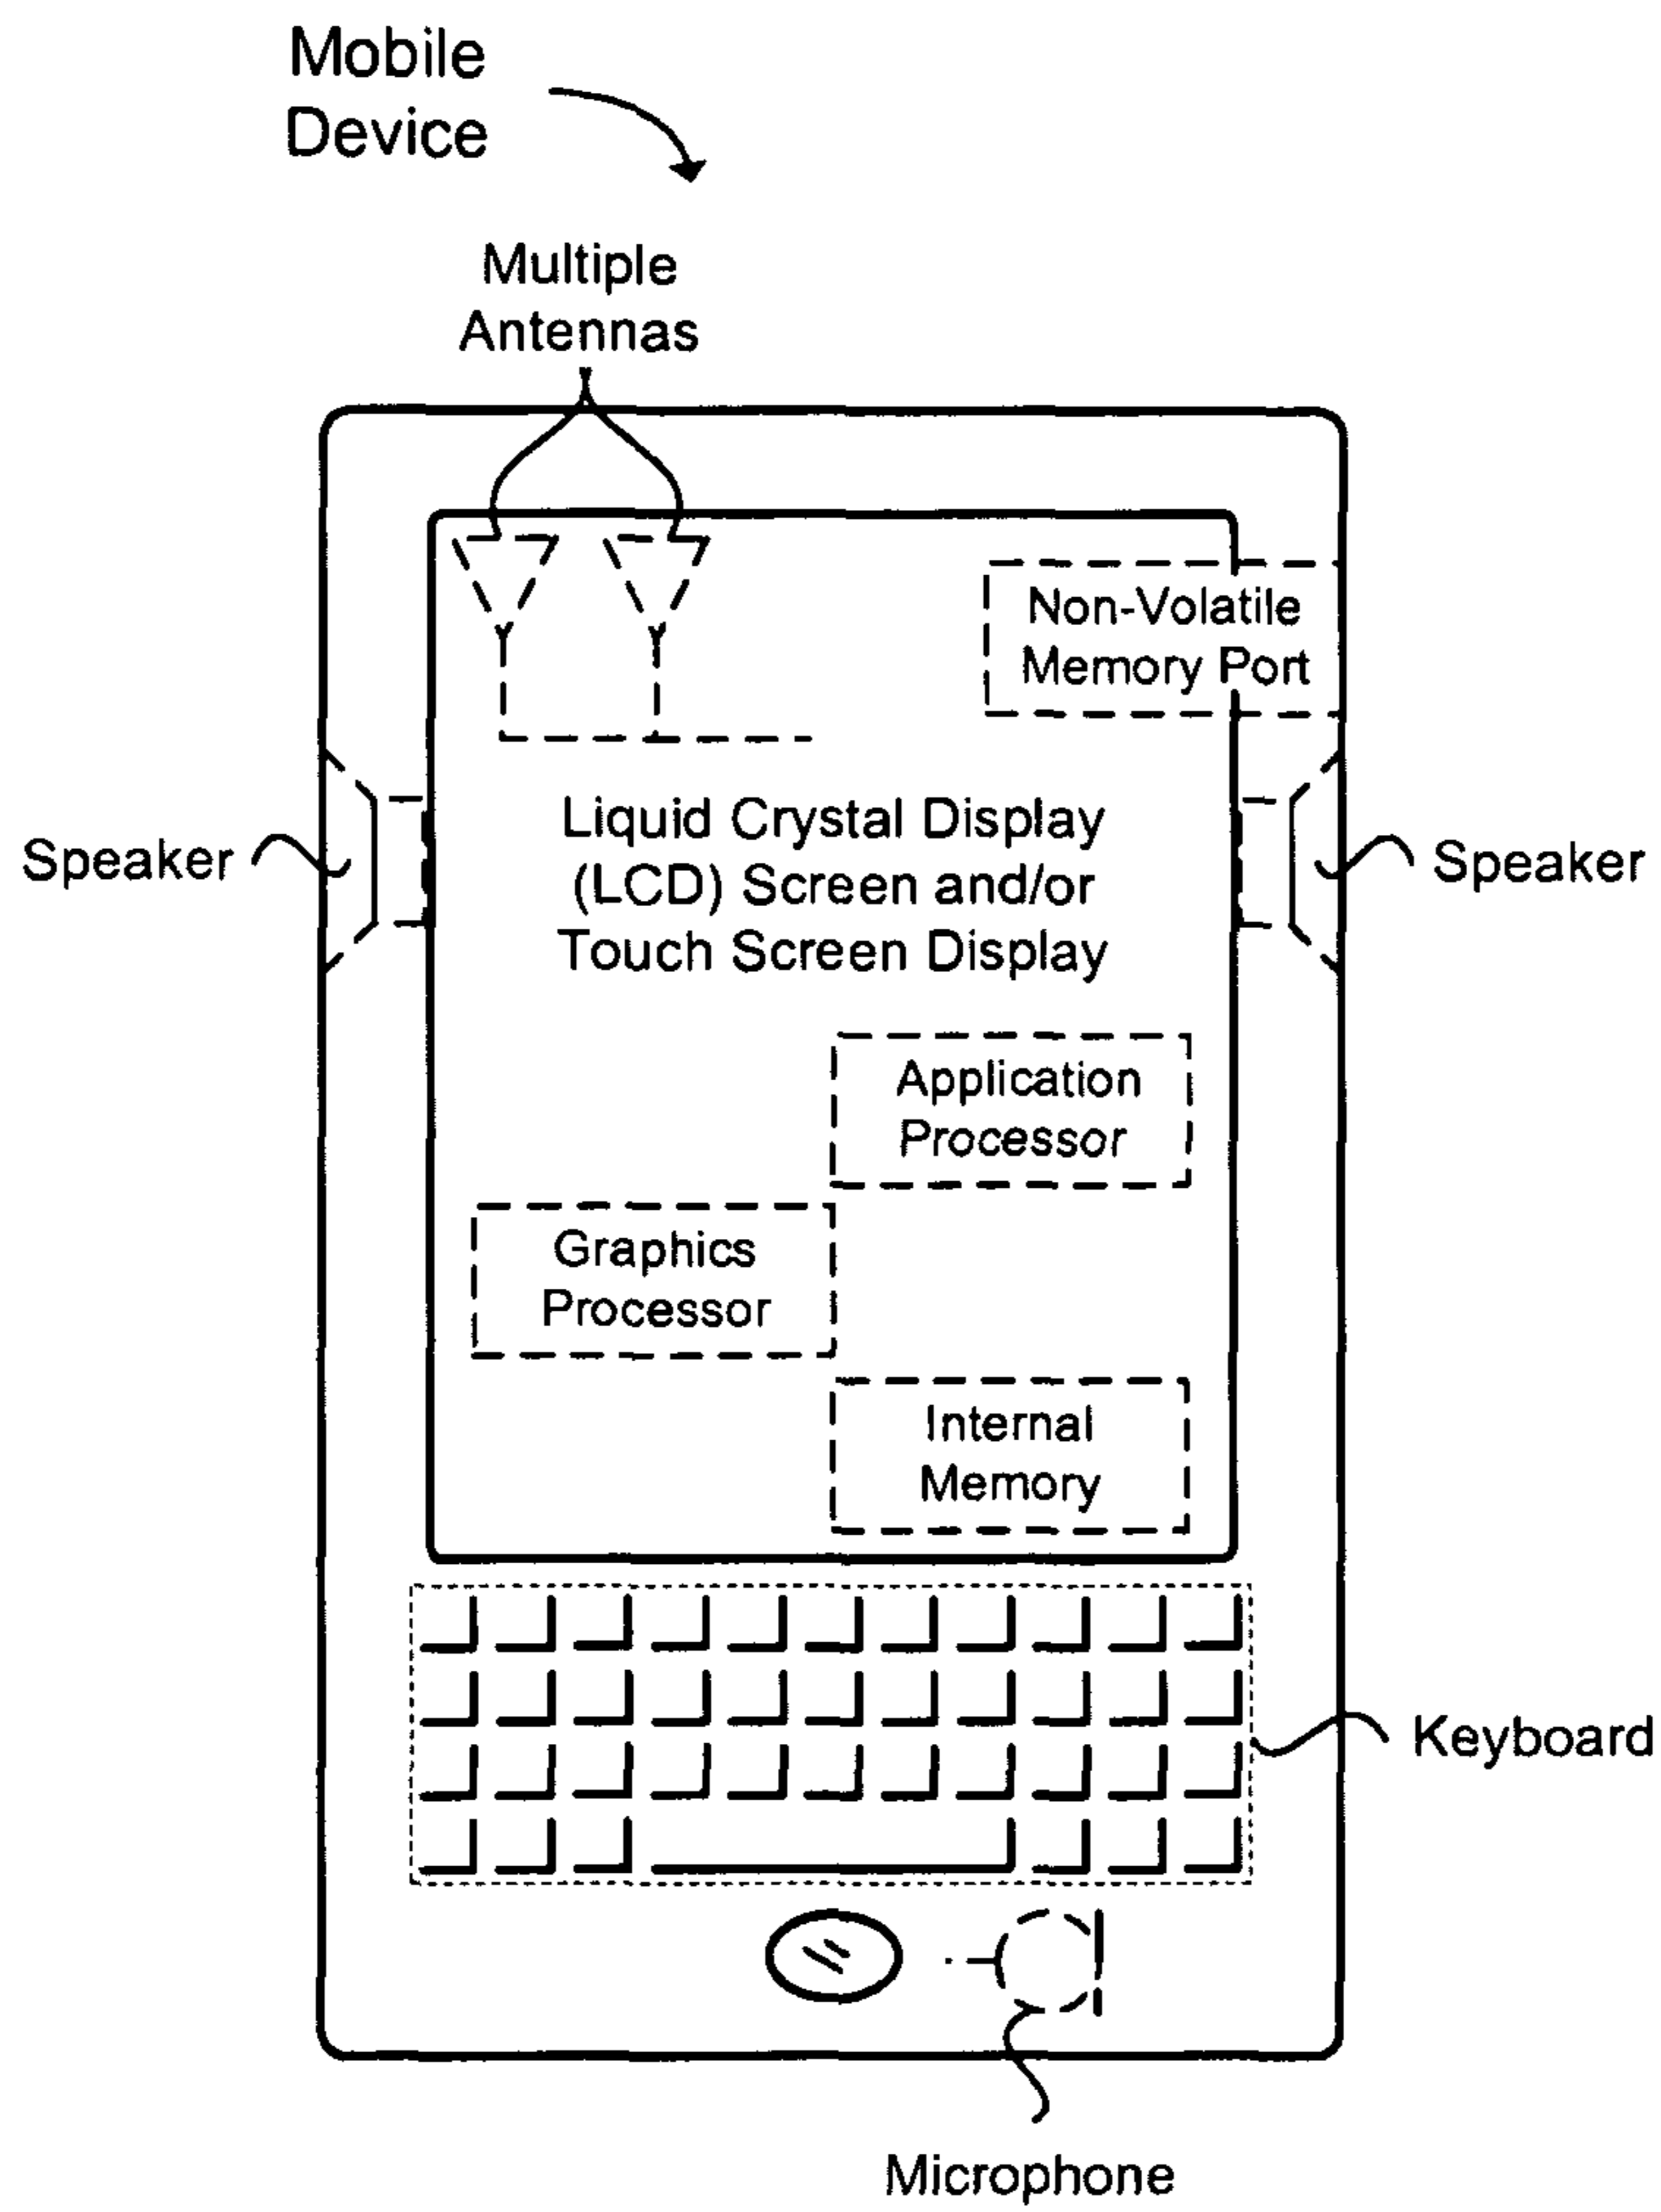 Mobile
Device
Multiple
Antennas
Non-Volatile
Memory Port
Speaker
Liquid Crystal Display
(LCD) Screen and/or
Touch Screen Display
Speaker
Application
Processor
Graphics
Processor
Internal
Memory
Keyboard
Microphone